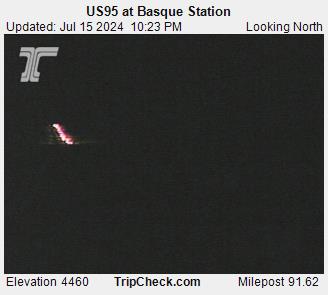 US95 at Basque Station
Updated: Jul 15 2024 10:23 PM Looking North
Elevation 4460 TripCheck.com Milepost 91.62